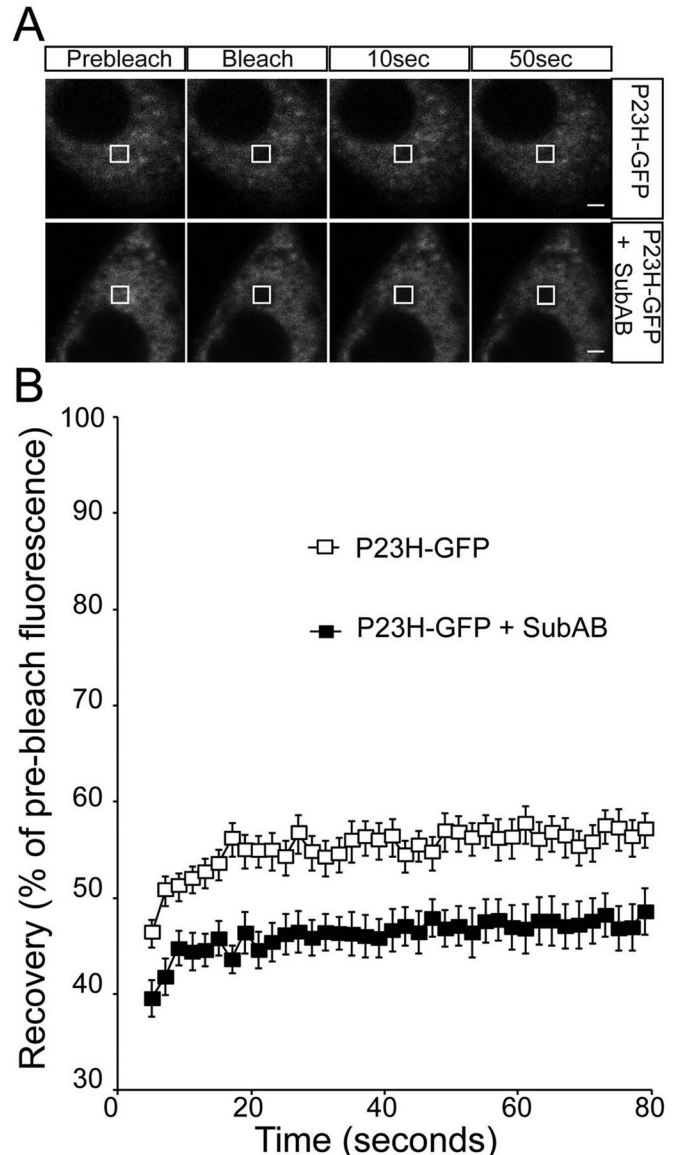 A
Prebleach Bleach 10sec 50sec
P23H-GFP
P23H-GFP
+ SubAB
B
Recovery (% of pre-bleach fluorescence)
100
90
80
70
60
50
40
30
P23H-GFP
P23H-GFP + SubAB
0 20 40 60 80
Time (seconds)